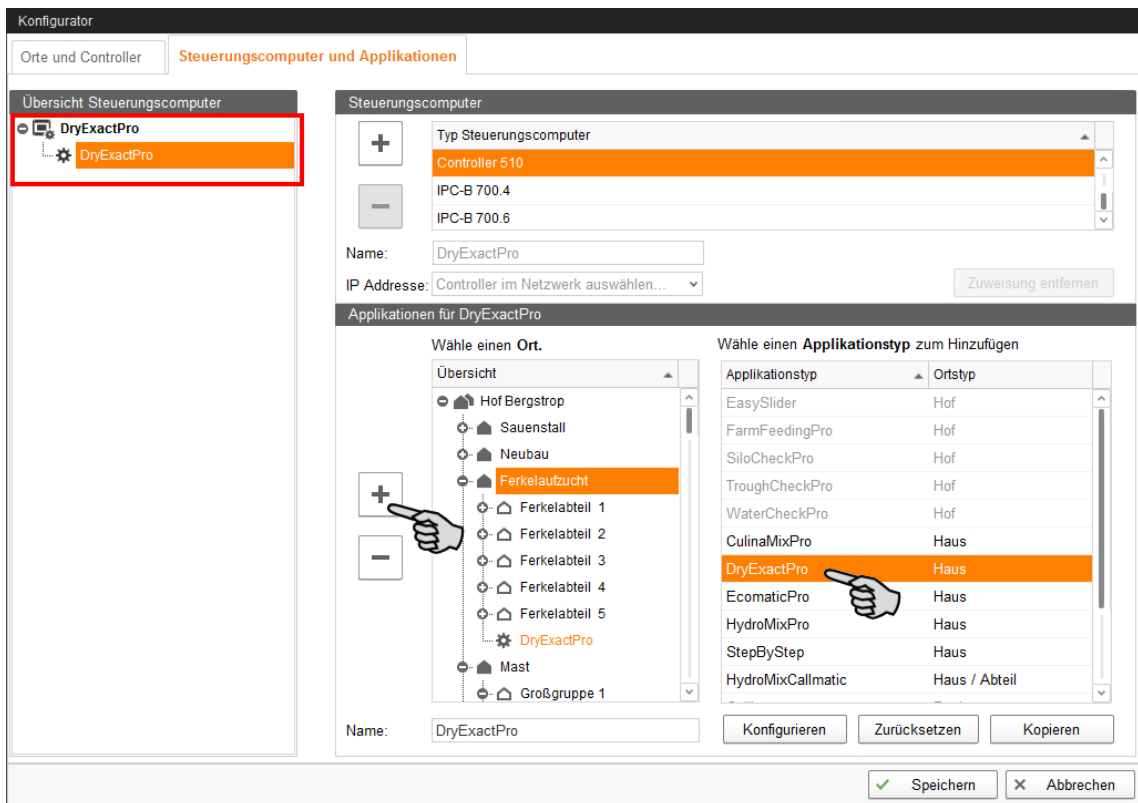 Konfigurator
Orte und Controller
Steuerungscomputer und Applikationen
Übersicht Steuerungscomputer
DryExactPro
DryExactPro
Steuerungscomputer
Typ Steuerungscomputer
Controller 510
IPC-B 700.4
IPC-B 700.6
Name: DryExactPro
IP Addresse: Controller im Netzwerk auswählen... Zuweisung entfernen
Applikationen für DryExactPro
Wähle einen Ort.
Übersicht
Hof Bergstrop
Sauenstall
Neubau
Ferkelaufzucht
Ferkelabteil 1
Ferkelabteil 2
Ferkelabteil 3
Ferkelabteil 4
Ferkelabteil 5
DryExactPro
Mast
Großgruppe 1
Name: DryExactPro
Wähle einen Applikationstyp zum Hinzufügen
Applikationstyp Ortstyp
EasySlider Hof
FarmFeedingPro Hof
SiloCheckPro Hof
TroughCheckPro Hof
WaterCheckPro Hof
CulinaMixPro Haus
DryExactPro Haus
EcomaticPro Haus
HydroMixPro Haus
StepByStep Haus
HydroMixCallmatic Haus / Abteil
Konfigurieren Zurücksetzen Kopieren
Speichern Abbrechen